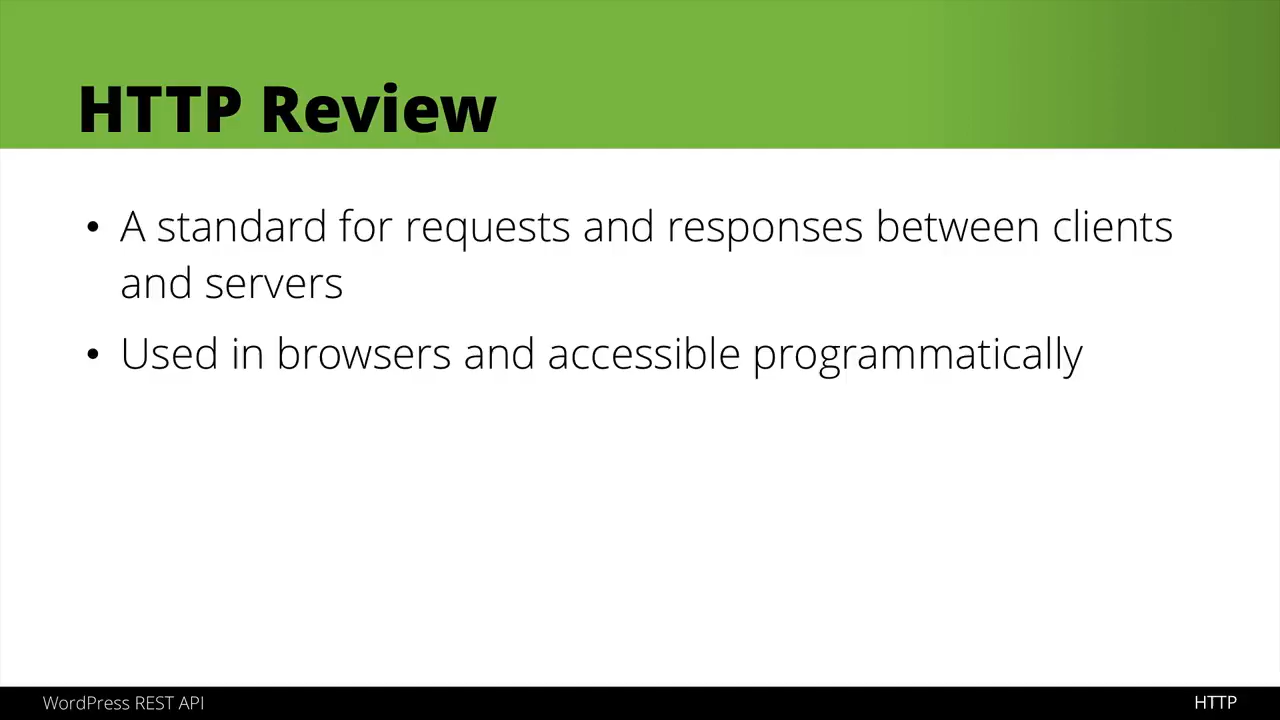 HTTP Review
• A standard for requests and responses between clients
and servers
• Used in browsers and accessible programmatically
WordPress REST API
HTTP